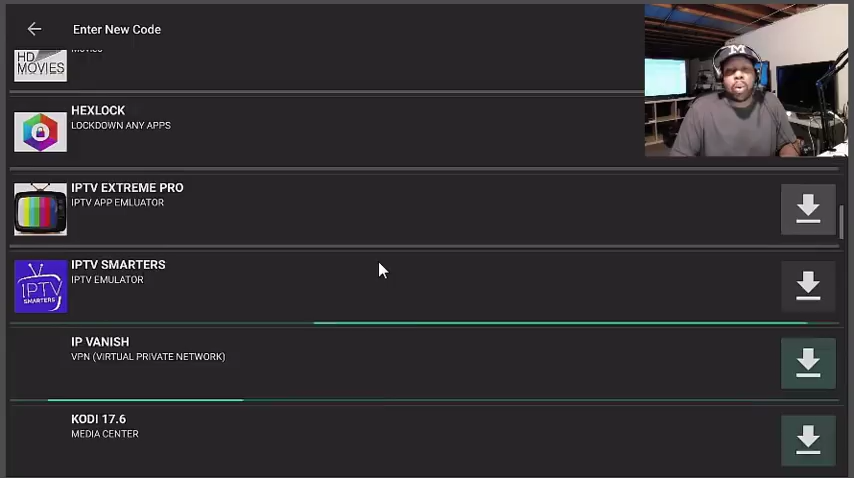 Enter New Code
MOVIES
HD
MOVIES
HEXLOCK
LOCKDOWN ANY APPS
IPTV EXTREME PRO
IPTV APP EMLUATOR
IPTV SMARTERS
IPTV EMULATOR
IPTV
SMARTERS
IP VANISH
VPN (VIRTUAL PRIVATE NETWORK)
KODI 17.6
MEDIA CENTER